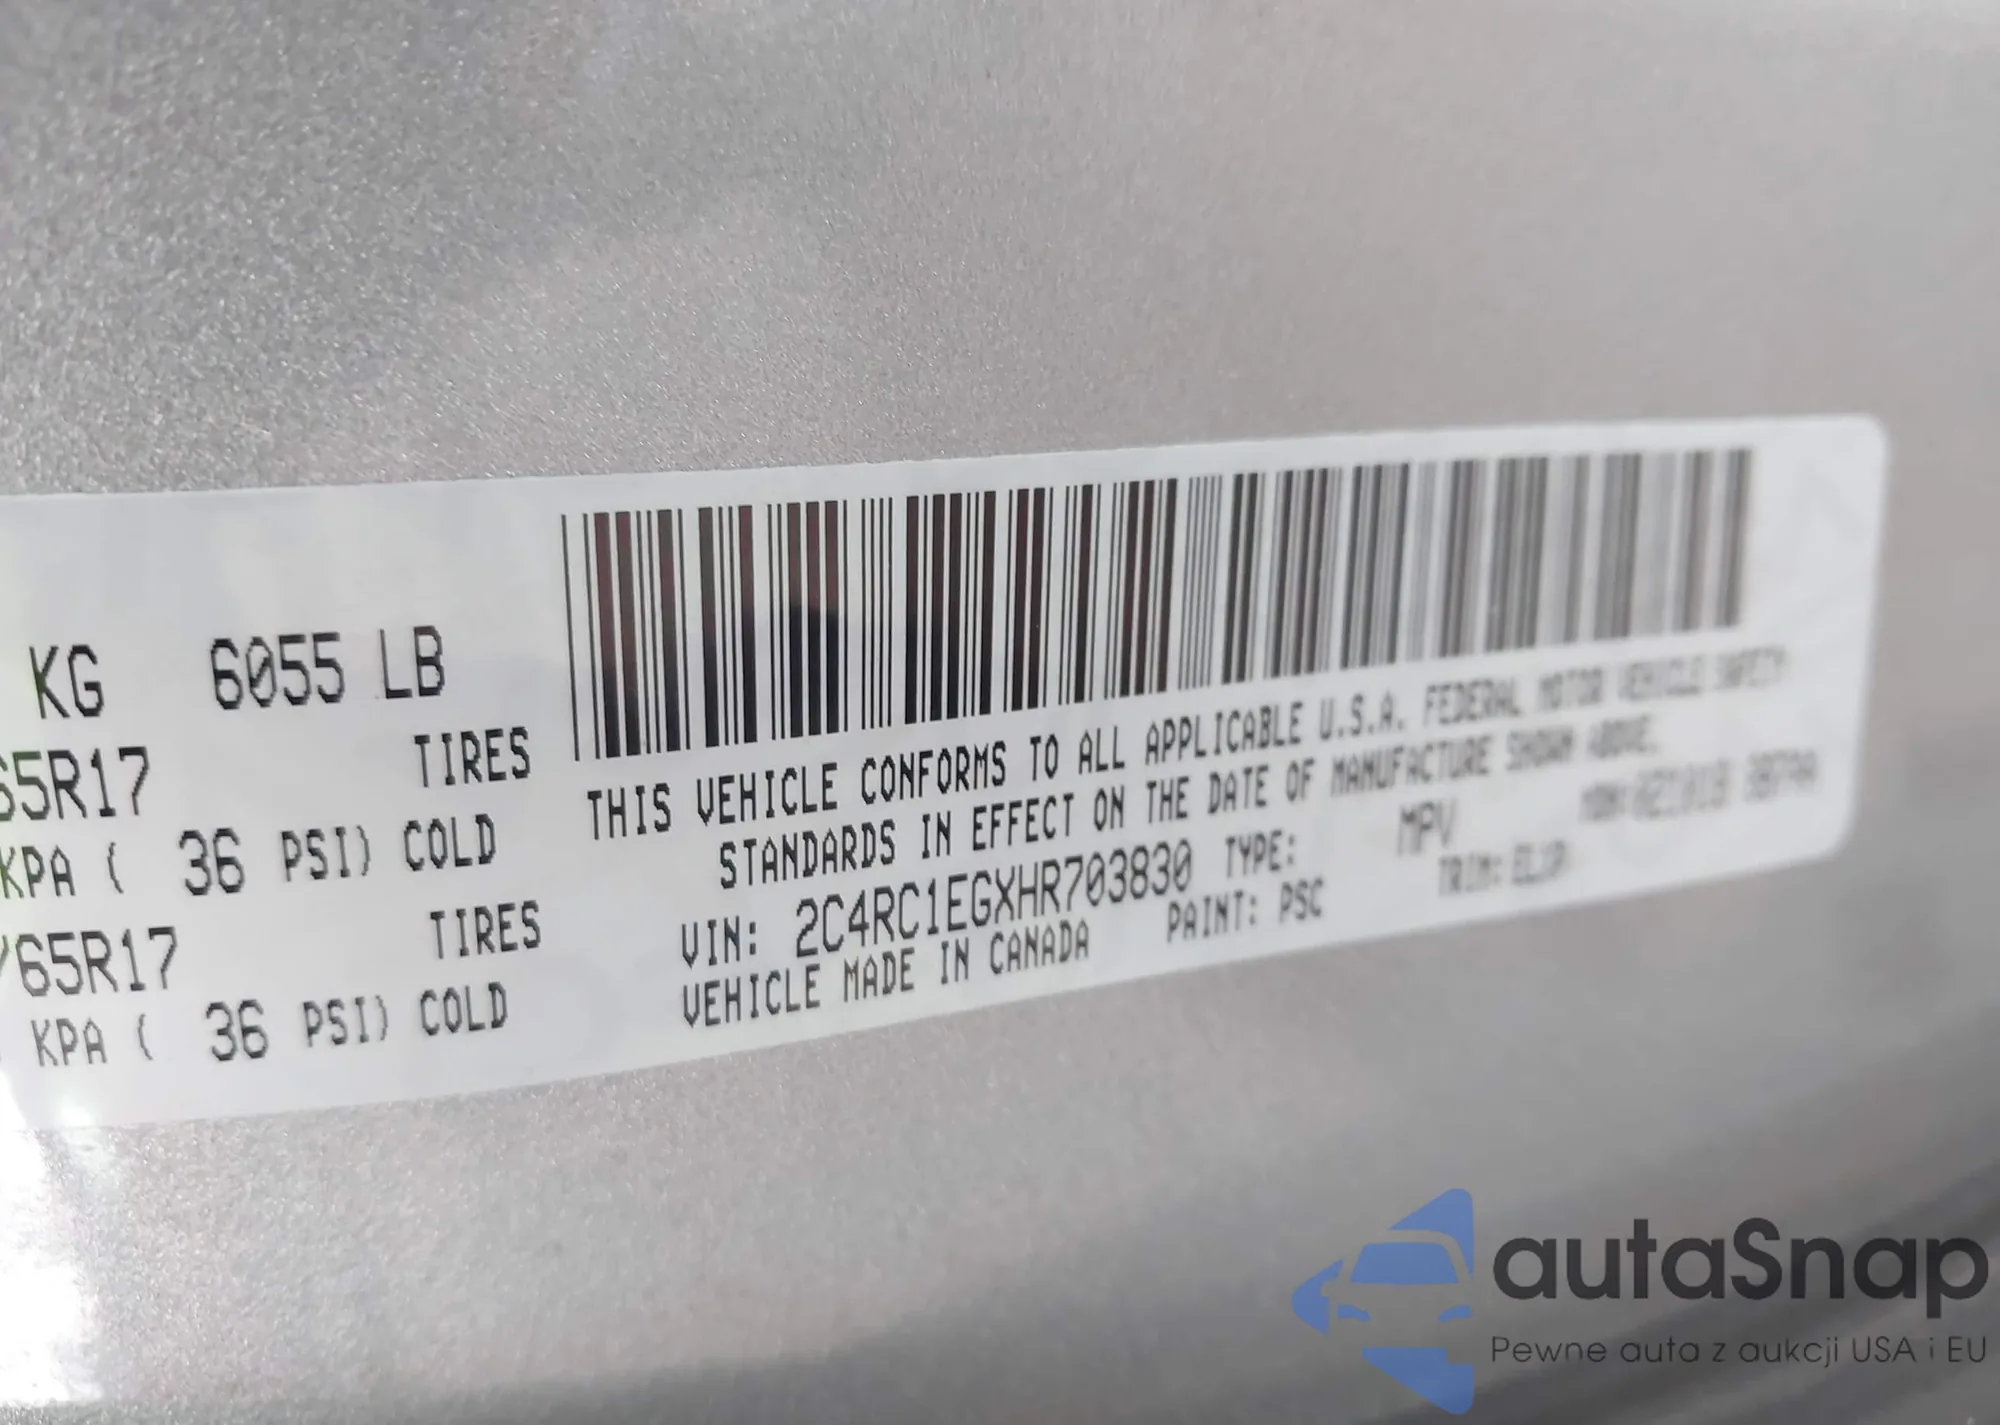 KG 6055 LB
65R17 TIRES
KPA ( 36 PSI) COLD
/65R17 TIRES
KPA ( 36 PSI) COLD
THIS VEHICLE CONFORMS TO ALL APPLICABLE U.S.A. FEDERAL MOTOR VEHICLE SAFETY
STANDARDS IN EFFECT ON THE DATE OF MANUFACTURE SHOWN ABOVE.
VIN: 2C4RC1EGXHR703830 TYPE: MPV
VEHICLE MADE IN CANADA PAINT: PSC TRIM:
autaSnap
Pewne auta z aukcji USA i EU